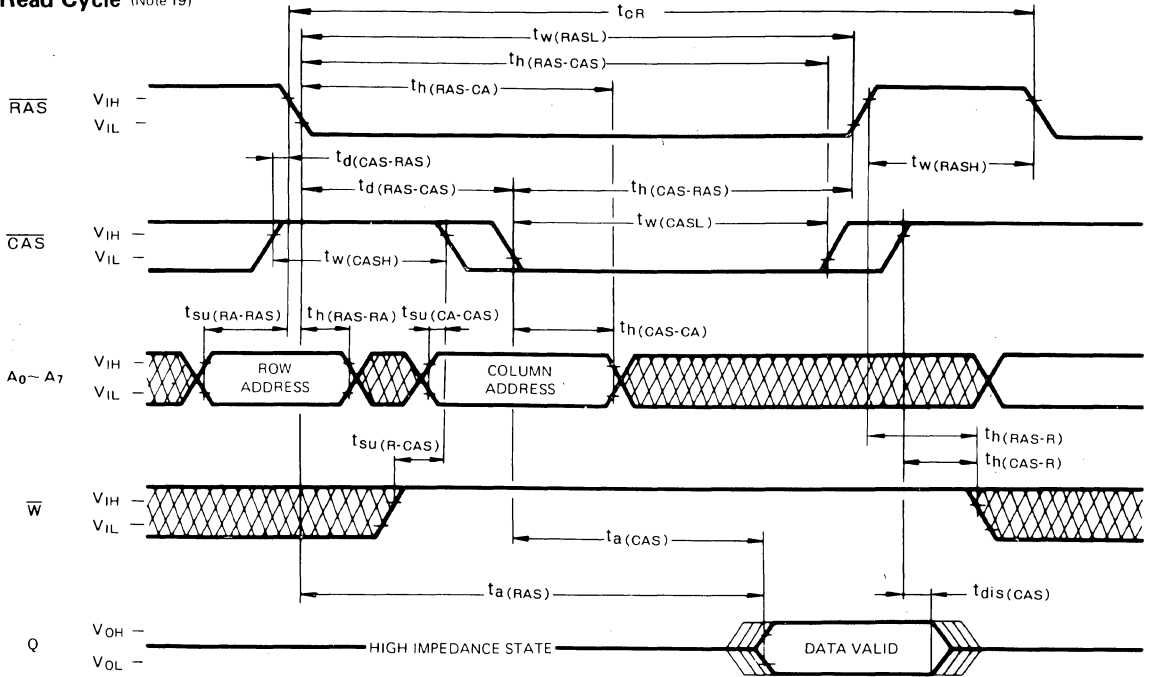 Read Cycle (Note 19)
tCR
tw(RASL)
th(RAS-CAS)
th(RAS-CA)
RAS
VIH
VIL
td(CAS-RAS)
tw(RASH)
td(RAS-CAS)
th(CAS-RAS)
tw(CASL)
CAS
VIH
VIL
tw(CASH)
tsu(RA-RAS)
th(RAS-RA)
tsu(CA-CAS)
th(CAS-CA)
A0~A7
VIH
VIL
ROW ADDRESS
COLUMN ADDRESS
tsu(R-CAS)
th(RAS-R)
th(CAS-R)
W
VIH
VIL
ta(CAS)
ta(RAS)
tdis(CAS)
Q
VOH
VOL
HIGH IMPEDANCE STATE
DATA VALID